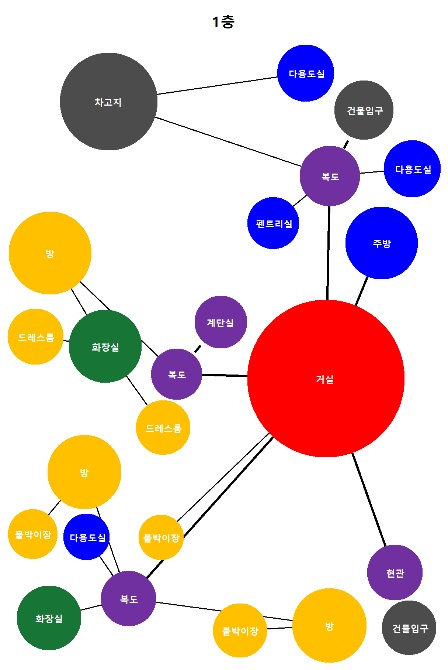 1층
다용도실
차고지
건물입구
다용도실
복도
펜트리실
주방
방
계단실
드레스룸
화장실
복도
거실
드레스룸
방
붙박이장
다용도실
붙박이장
현관
복도
화장실
붙박이장
방
건물입구